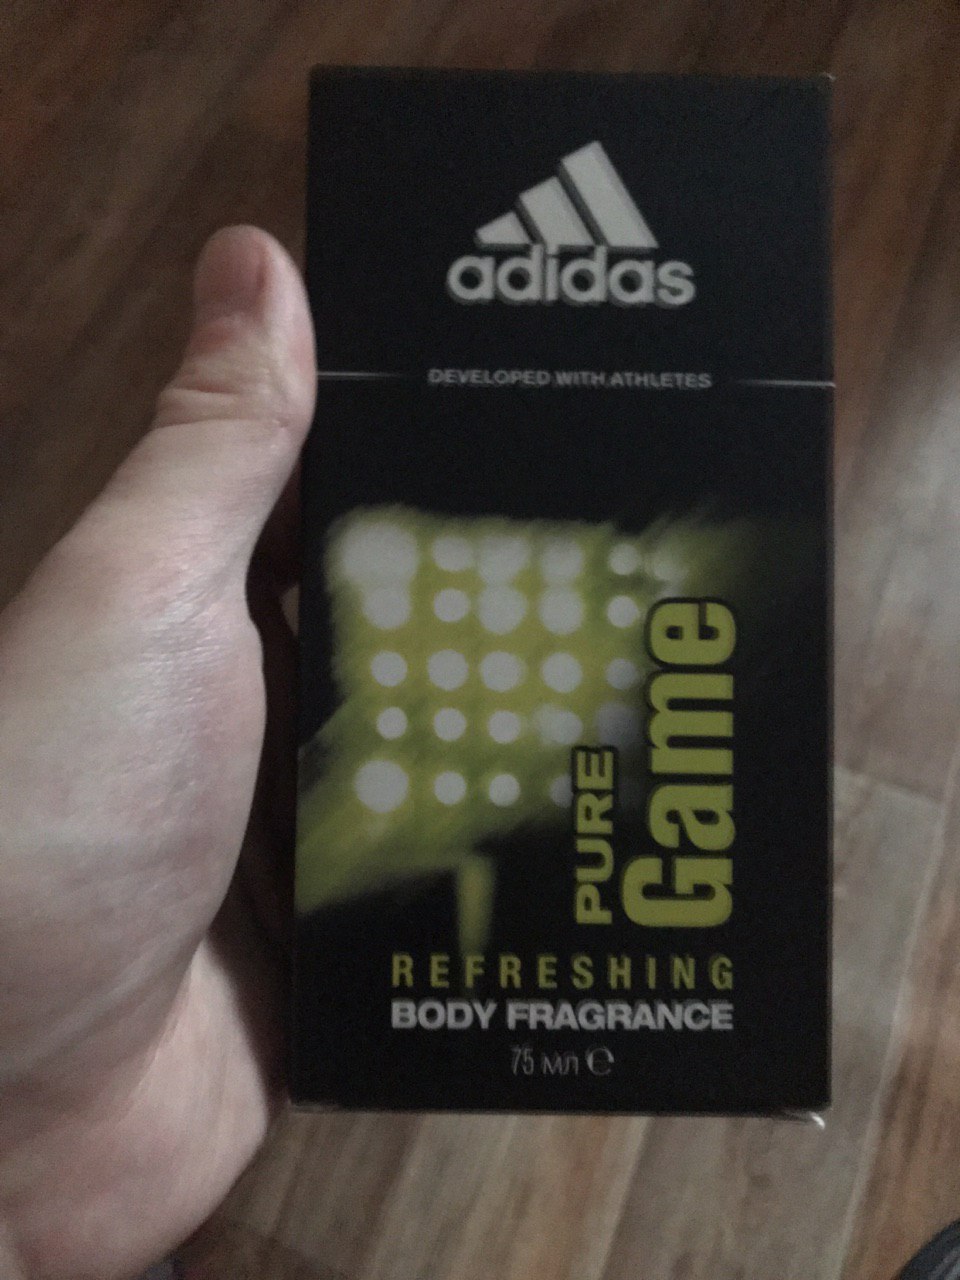 adidas
DEVELOPED WITH ATHLETES
PURE
Game
REFRESHING
BODY FRAGRANCE
75 мл ℮